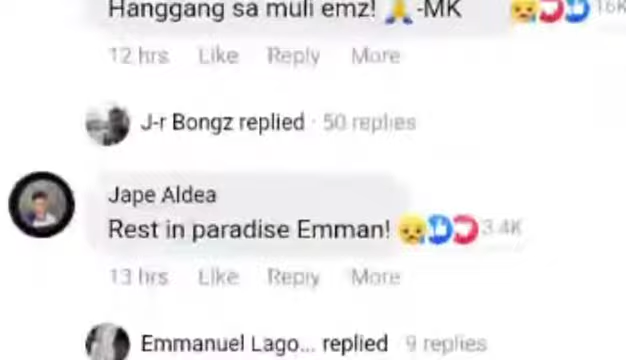 Hanggang sa muli emz! 🙏 -MK 16K
12 hrs Like Reply More
J-r Bongz replied · 50 replies
Jape Aldea
Rest in paradise Emman! 3.4K
13 hrs Like Reply More
Emmanuel Lago... replied · 9 replies